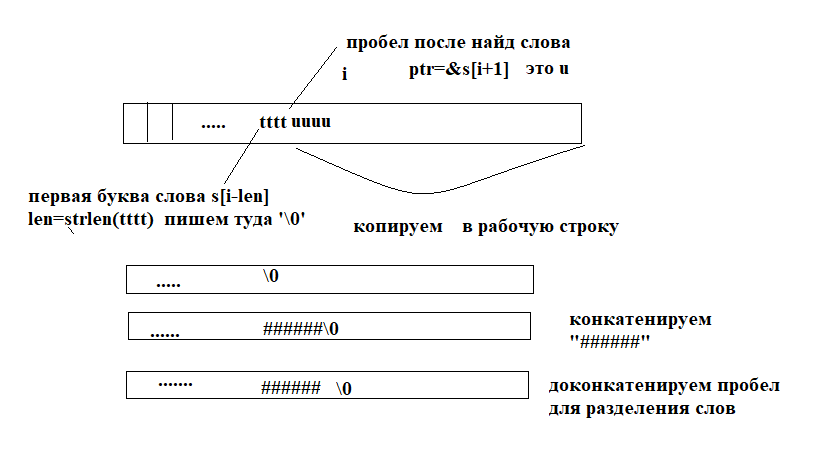 пробел после найд слова
i ptr=&s[i+1] это u
..... tttt uuuu
первая буква слова s[i-len]
len=strlen(tttt) пишем туда '\0'
копируем в рабочую строку
..... \0
...... ######\0
конкатенируем
"######"
....... ###### \0
доконкатенируем пробел
для разделения слов